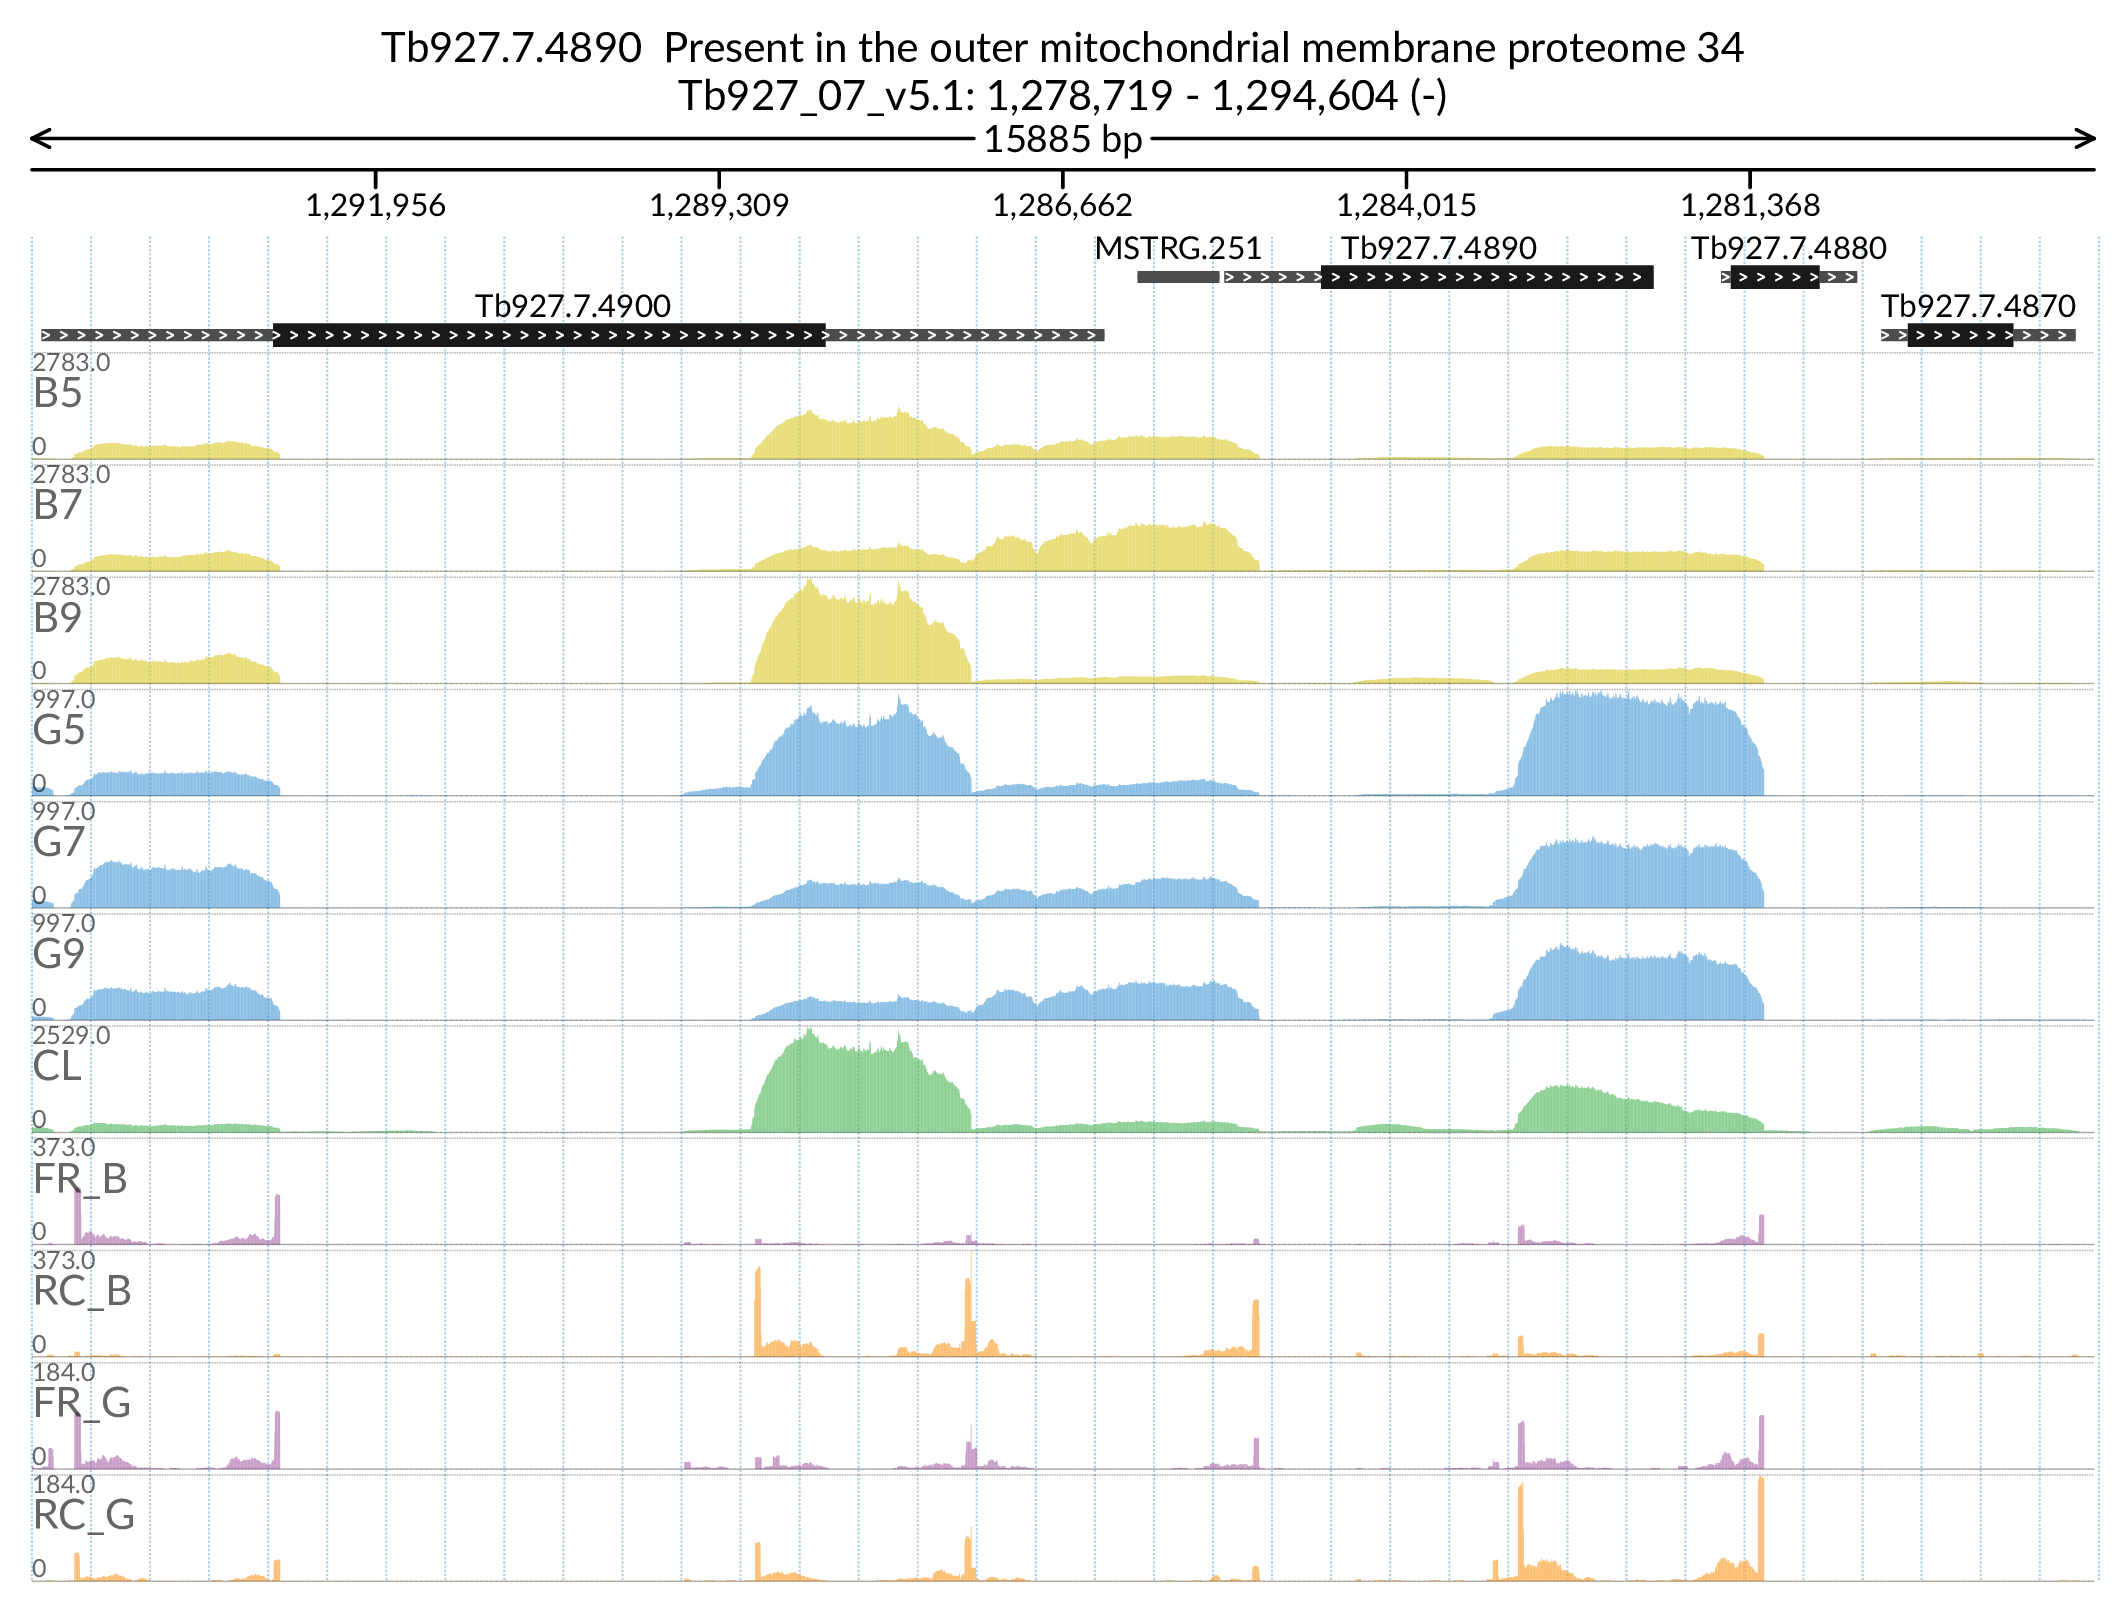 Tb927.7.4890 Present in the outer mitochondrial membrane proteome 34
Tb927_07_v5.1: 1,278,719 - 1,294,604 (-)
15885 bp
1,291,956 1,289,309 1,286,662 1,284,015 1,281,368
MSTRG.251 Tb927.7.4890 Tb927.7.4880
Tb927.7.4900 Tb927.7.4870
2783.0
B5
0
2783.0
B7
0
2783.0
B9
0
997.0
G5
0
997.0
G7
0
997.0
G9
0
2529.0
CL
0
373.0
FR_B
0
373.0
RC_B
0
184.0
FR_G
0
184.0
RC_G
0